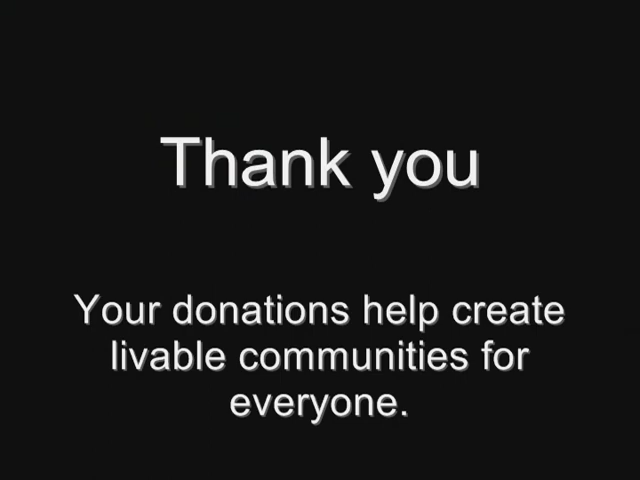 Thank you
Your donations help create
livable communities for
everyone.